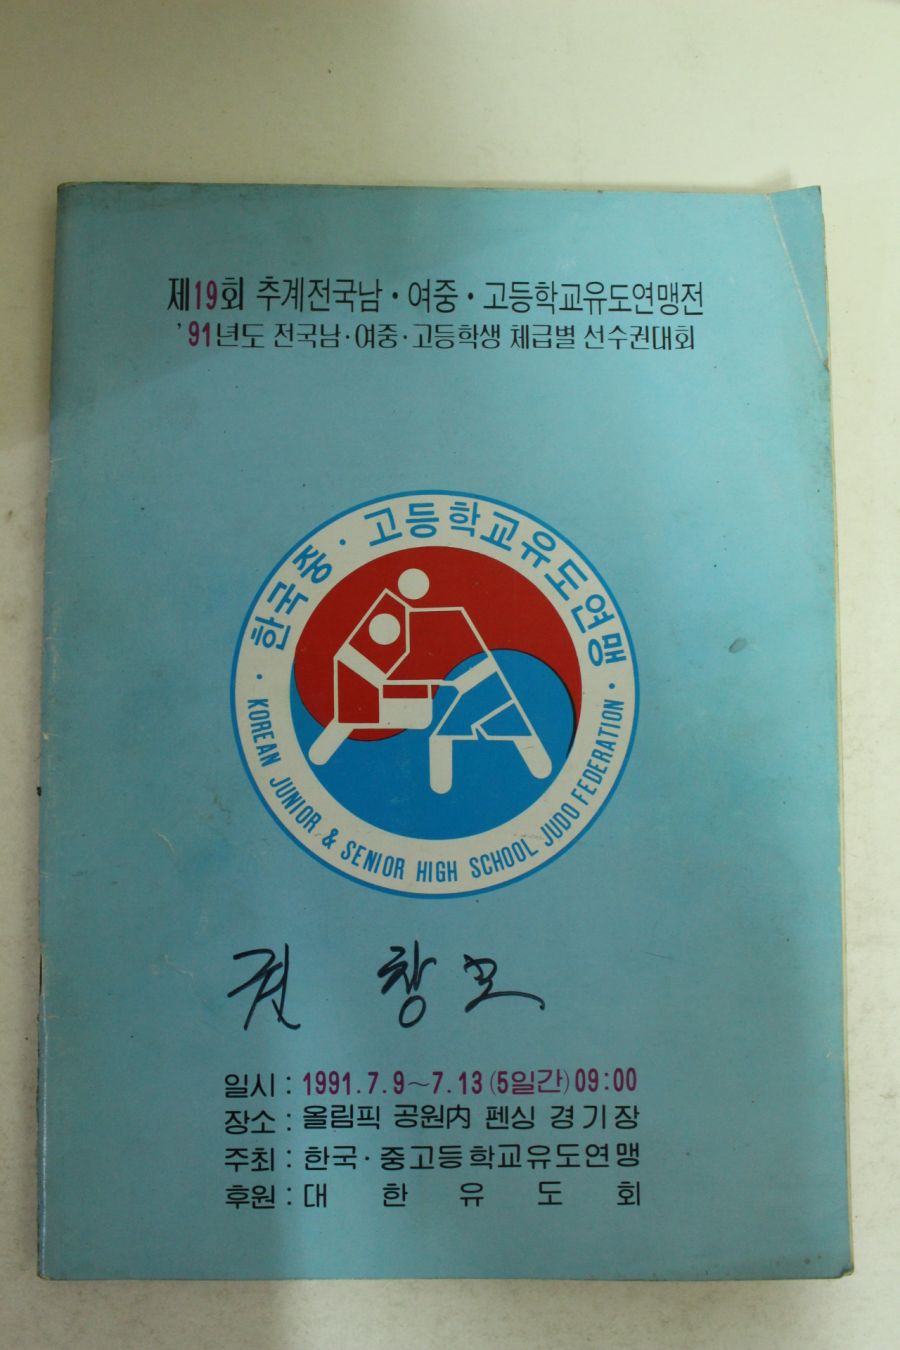 제19회 추계전국남·여중·고등학교유도연맹전
'91년도 전국남·여중·고등학생 체급별 선수권대회
한국중·고등학교유도연맹
· KOREAN JUNIOR & SENIOR HIGH SCHOOL JUDO FEDERATION ·
권 창
일시 : 1991.7.9~7.13(5일간)09:00
장소 : 올림픽 공원內 펜싱 경기장
주최 : 한국·중고등학교유도연맹
후원 : 대한유도회